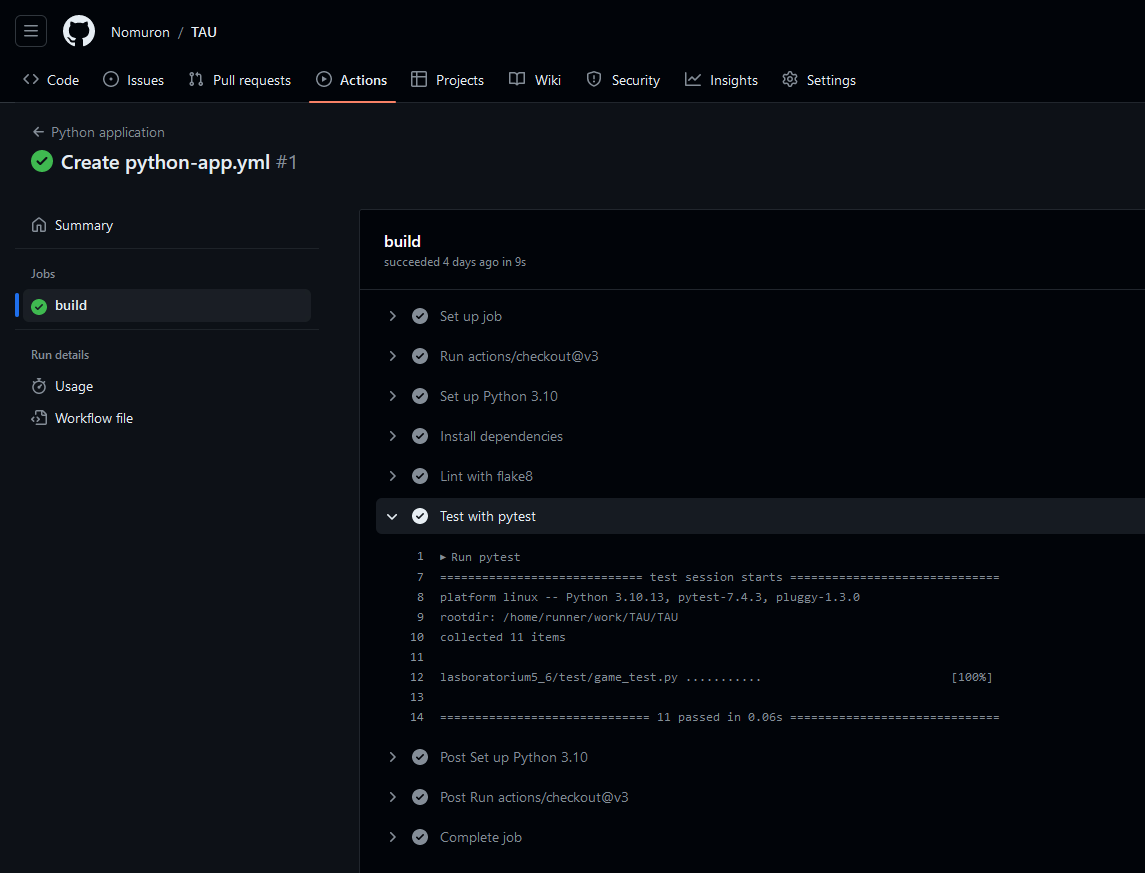 Nomuron / TAU
Code Issues Pull requests Actions Projects Wiki Security Insights Settings
Python application
Create python-app.yml #1
Summary
Jobs
build
Run details
Usage
Workflow file
build
succeeded 4 days ago in 9s
Set up job
Run actions/checkout@v3
Set up Python 3.10
Install dependencies
Lint with flake8
Test with pytest
1 ▸ Run pytest
7 ============================= test session starts ==============================
8 platform linux -- Python 3.10.13, pytest-7.4.3, pluggy-1.3.0
9 rootdir: /home/runner/work/TAU/TAU
10 collected 11 items
11
12 lasboratorium5_6/test/game_test.py ........... [100%]
13
14 ============================== 11 passed in 0.06s ==============================
Post Set up Python 3.10
Post Run actions/checkout@v3
Complete job